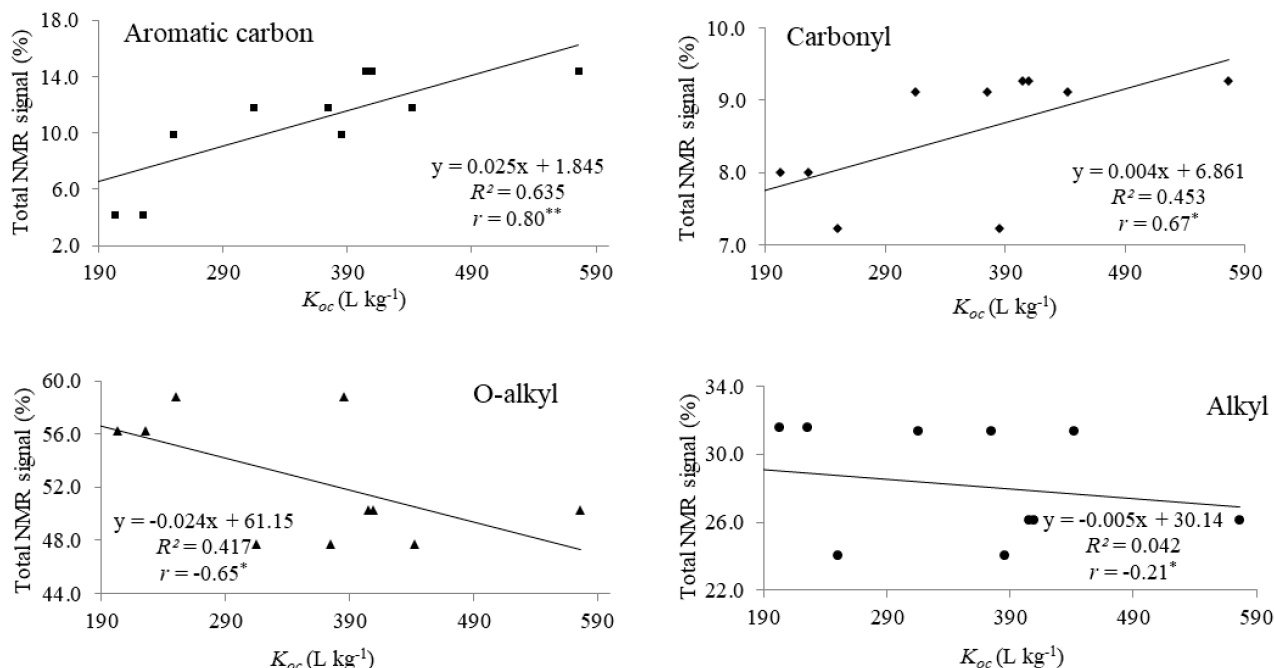 Aromatic carbon
Total NMR signal (%)
18.0
14.0
10.0
6.0
2.0
y = 0.025x + 1.845
R² = 0.635
r = 0.80**
190 290 390 490 590
Koc (L kg-1)
Carbonyl
Total NMR signal (%)
10.0
9.0
8.0
7.0
y = 0.004x + 6.861
R² = 0.453
r = 0.67*
190 290 390 490 590
Koc (L kg-1)
O-alkyl
Total NMR signal (%)
60.0
56.0
52.0
48.0
44.0
y = -0.024x + 61.15
R² = 0.417
r = -0.65*
190 290 390 490 590
Koc (L kg-1)
Alkyl
Total NMR signal (%)
34.0
30.0
26.0
22.0
y = -0.005x + 30.14
R² = 0.042
r = -0.21*
190 290 390 490 590
Koc (L kg-1)